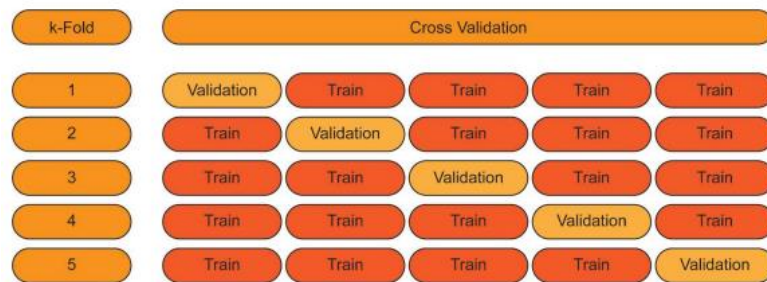 k-Fold Cross Validation
1 Validation Train Train Train Train
2 Train Validation Train Train Train
3 Train Train Validation Train Train
4 Train Train Train Validation Train
5 Train Train Train Train Validation